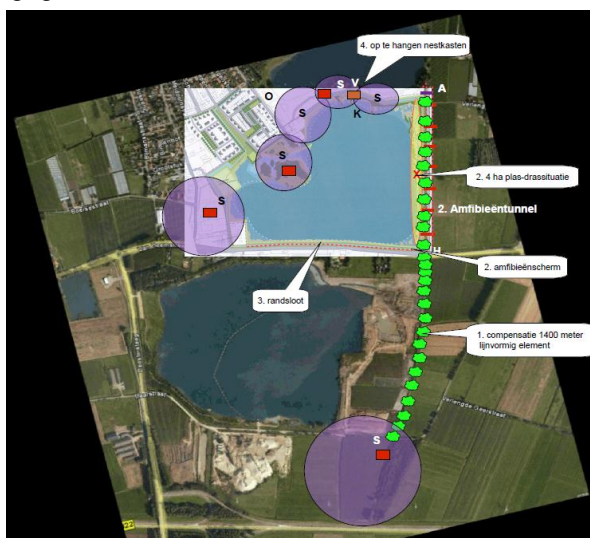 4. op te hangen nestkasten
S
V
O
A
S
S
K
S
2. 4 ha plas-drassituatie
S
2. Amfibieëntunnel
H
2. amfibieënscherm
3. randsloot
1. compensatie 1400 meter
lijnvormig element
S